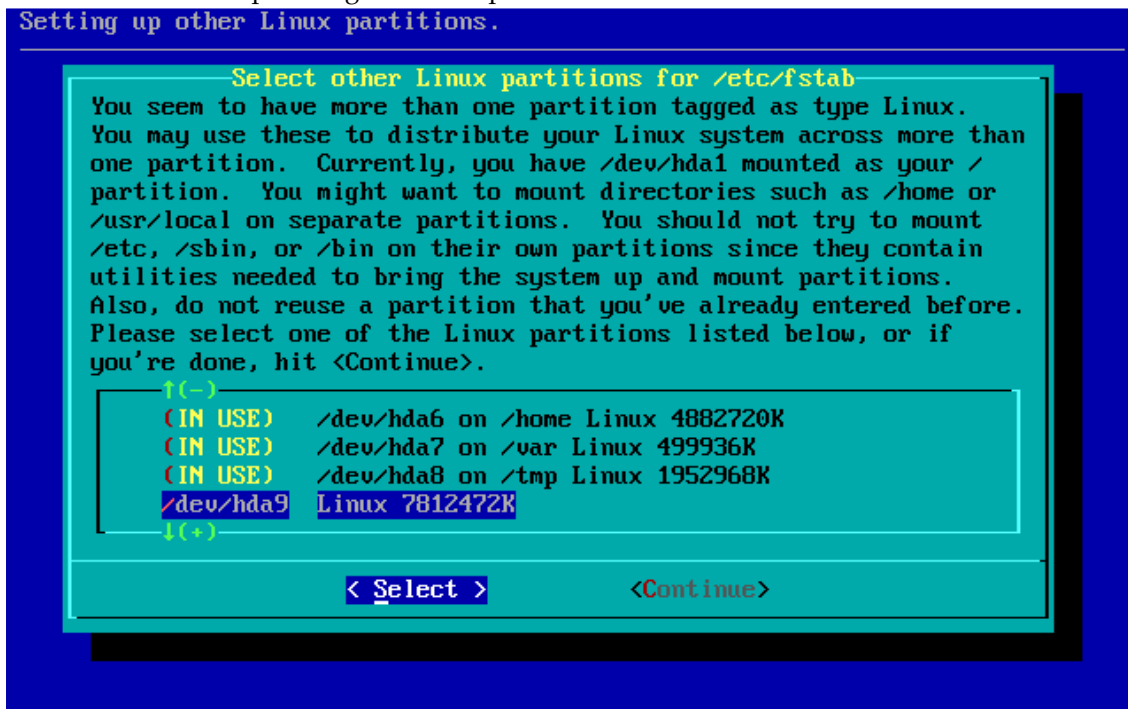 Setting up other Linux partitions.
Select other Linux partitions for /etc/fstab
You seem to have more than one partition tagged as type Linux.
You may use these to distribute your Linux system across more than
one partition.  Currently, you have /dev/hda1 mounted as your /
partition.  You might want to mount directories such as /home or
/usr/local on separate partitions.  You should not try to mount
/etc, /sbin, or /bin on their own partitions since they contain
utilities needed to bring the system up and mount partitions.
Also, do not reuse a partition that you've already entered before.
Please select one of the Linux partitions listed below, or if
you're done, hit <Continue>.
↑(-)
(IN USE)   /dev/hda6 on /home Linux 4882720K
(IN USE)   /dev/hda7 on /var Linux 499936K
(IN USE)   /dev/hda8 on /tmp Linux 1952968K
/dev/hda9  Linux 7812472K
↓(+)
< Select >          <Continue>